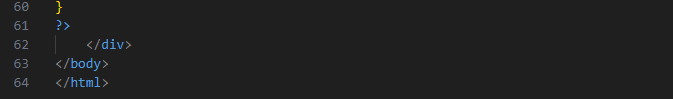 60 }
61 ?>
62     </div>
63 </body>
64 </html>